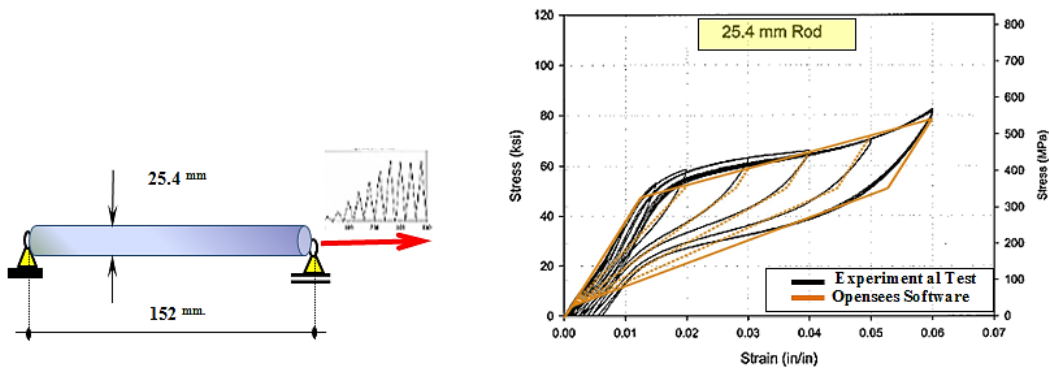 25.4 mm
152 mm.
25.4 mm Rod
Stress (ksi)
120
100
80
60
40
20
0
Stress (MPa)
800
700
600
500
400
300
200
100
0
0.00 0.01 0.02 0.03 0.04 0.05 0.06 0.07
Strain (in/in)
Experimental Test
Opensees Software